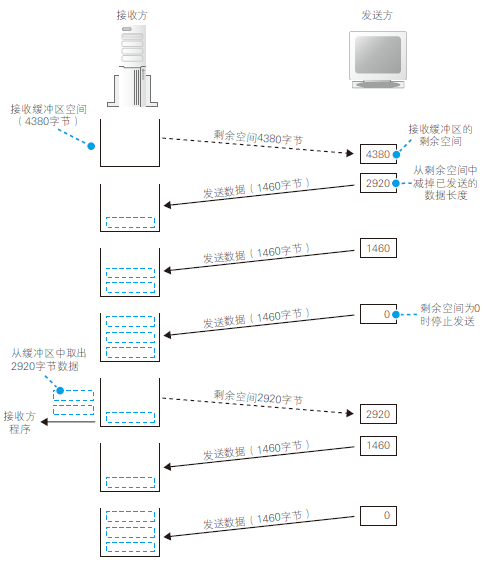 接收方
发送方
接收缓冲区空间
（4380字节）
剩余空间4380字节
接收缓冲区的
剩余空间
4380
从剩余空间中
减掉已发送的
数据长度
2920
发送数据（1460字节）
1460
发送数据（1460字节）
剩余空间为0
时停止发送
0
发送数据（1460字节）
从缓冲区中取出
2920字节数据
剩余空间2920字节
2920
接收方
程序
1460
发送数据（1460字节）
0
发送数据（1460字节）